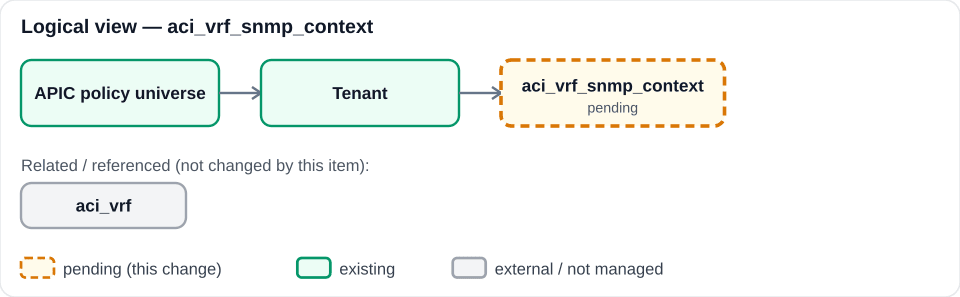 Logical view — aci_vrf_snmp_context
APIC policy universe
Tenant
aci_vrf_snmp_context
pending
Related / referenced (not changed by this item):
aci_vrf
pending (this change)
existing
external / not managed